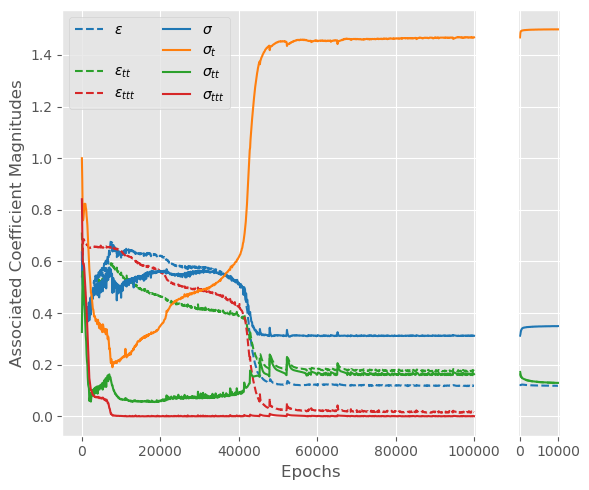 ε
σ
σ_t
ε_tt
σ_tt
ε_ttt
σ_ttt
Associated Coefficient Magnitudes
1.4
1.2
1.0
0.8
0.6
0.4
0.2
0.0
0 20000 40000 60000 80000 100000 0 10000
Epochs